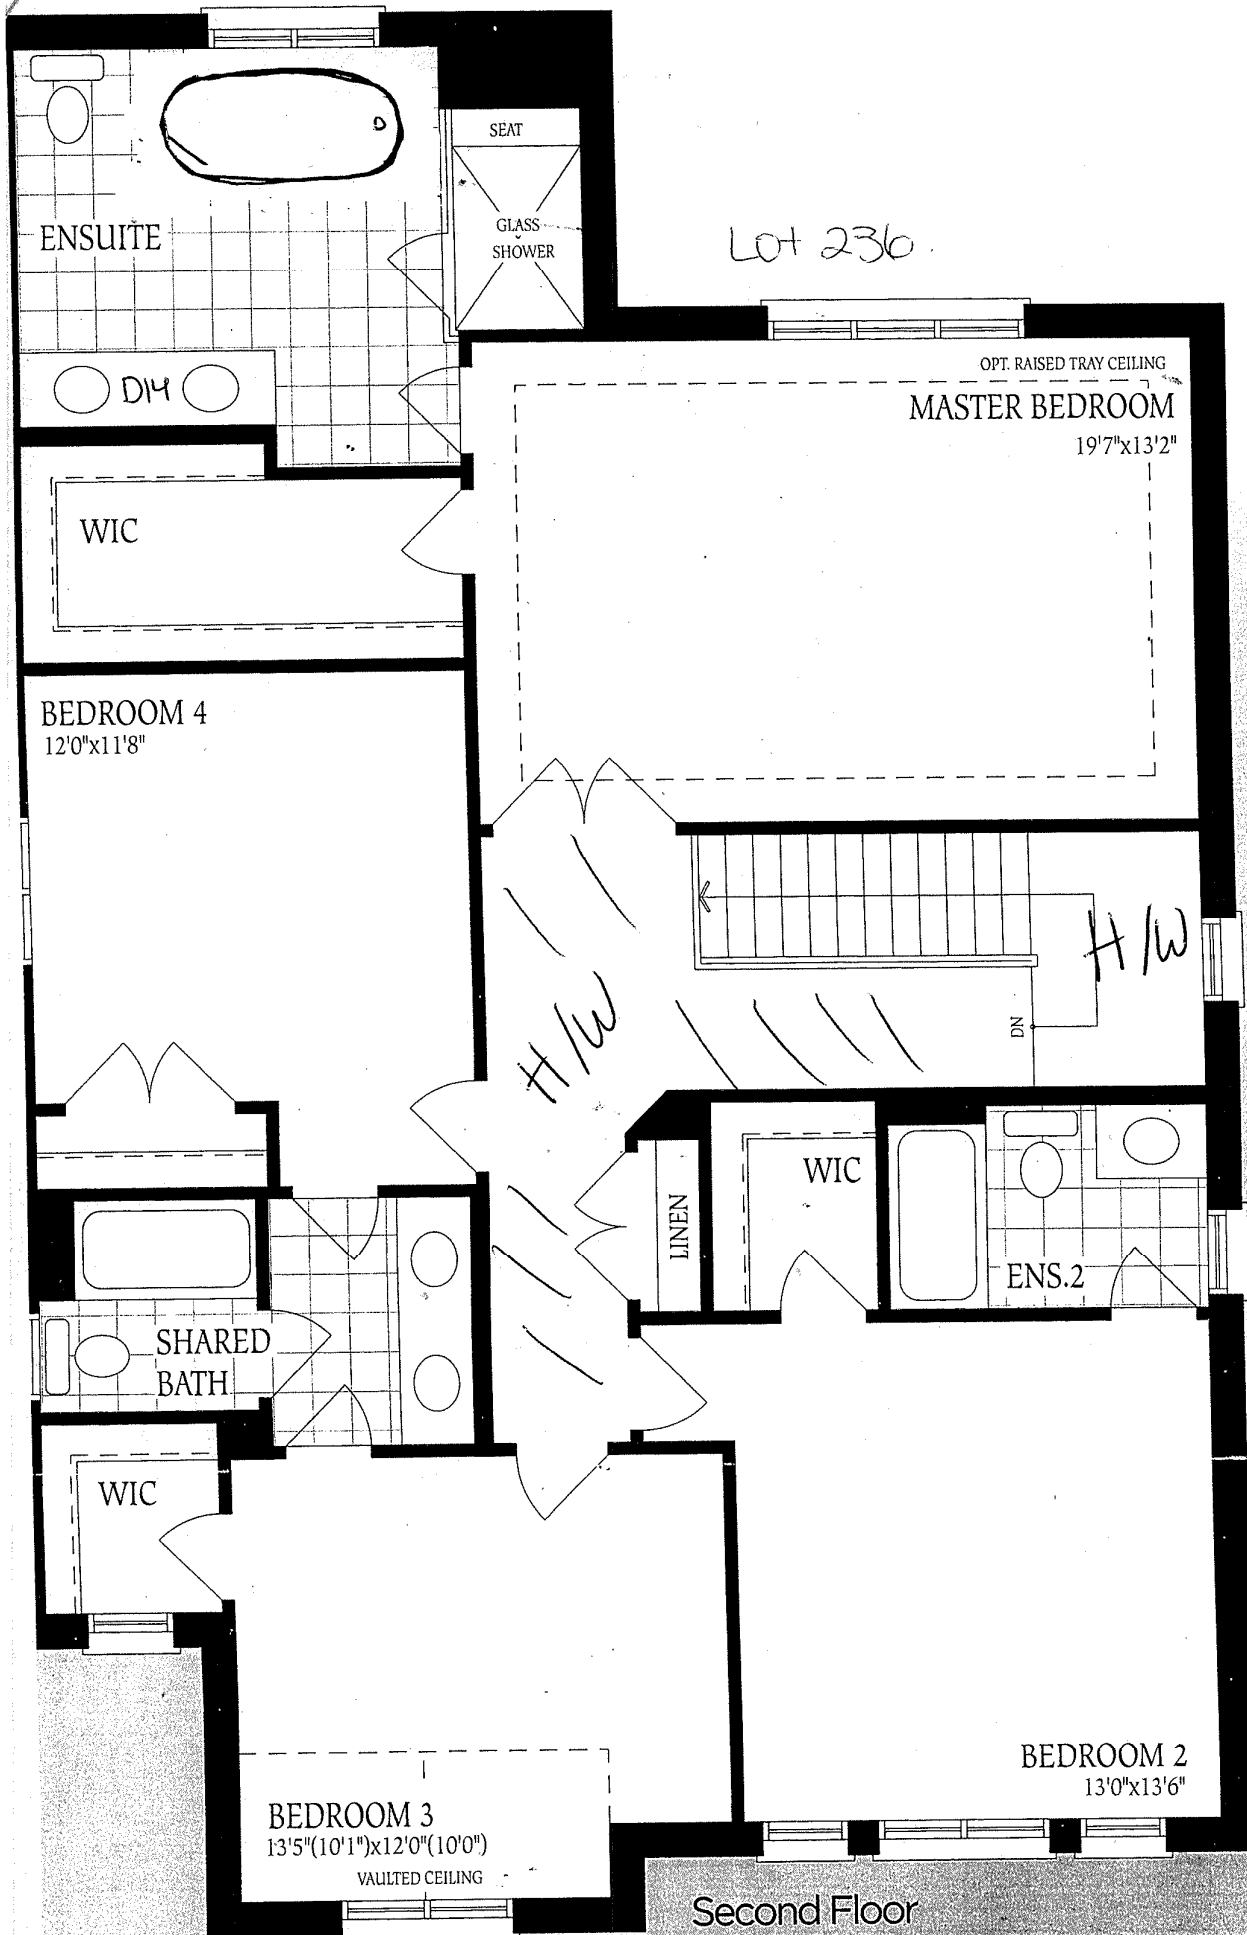 SEAT
GLASS
SHOWER
ENSUITE
Lot 236.
OPT. RAISED TRAY CEILING
MASTER BEDROOM
19'7"x13'2"
D14
WIC
BEDROOM 4
12'0"x11'8"
H/W
H/W
DN
WIC
LINEN
ENS.2
SHARED
BATH
WIC
BEDROOM 2
13'0"x13'6"
BEDROOM 3
13'5"(10'1")x12'0"(10'0")
VAULTED CEILING
Second Floor